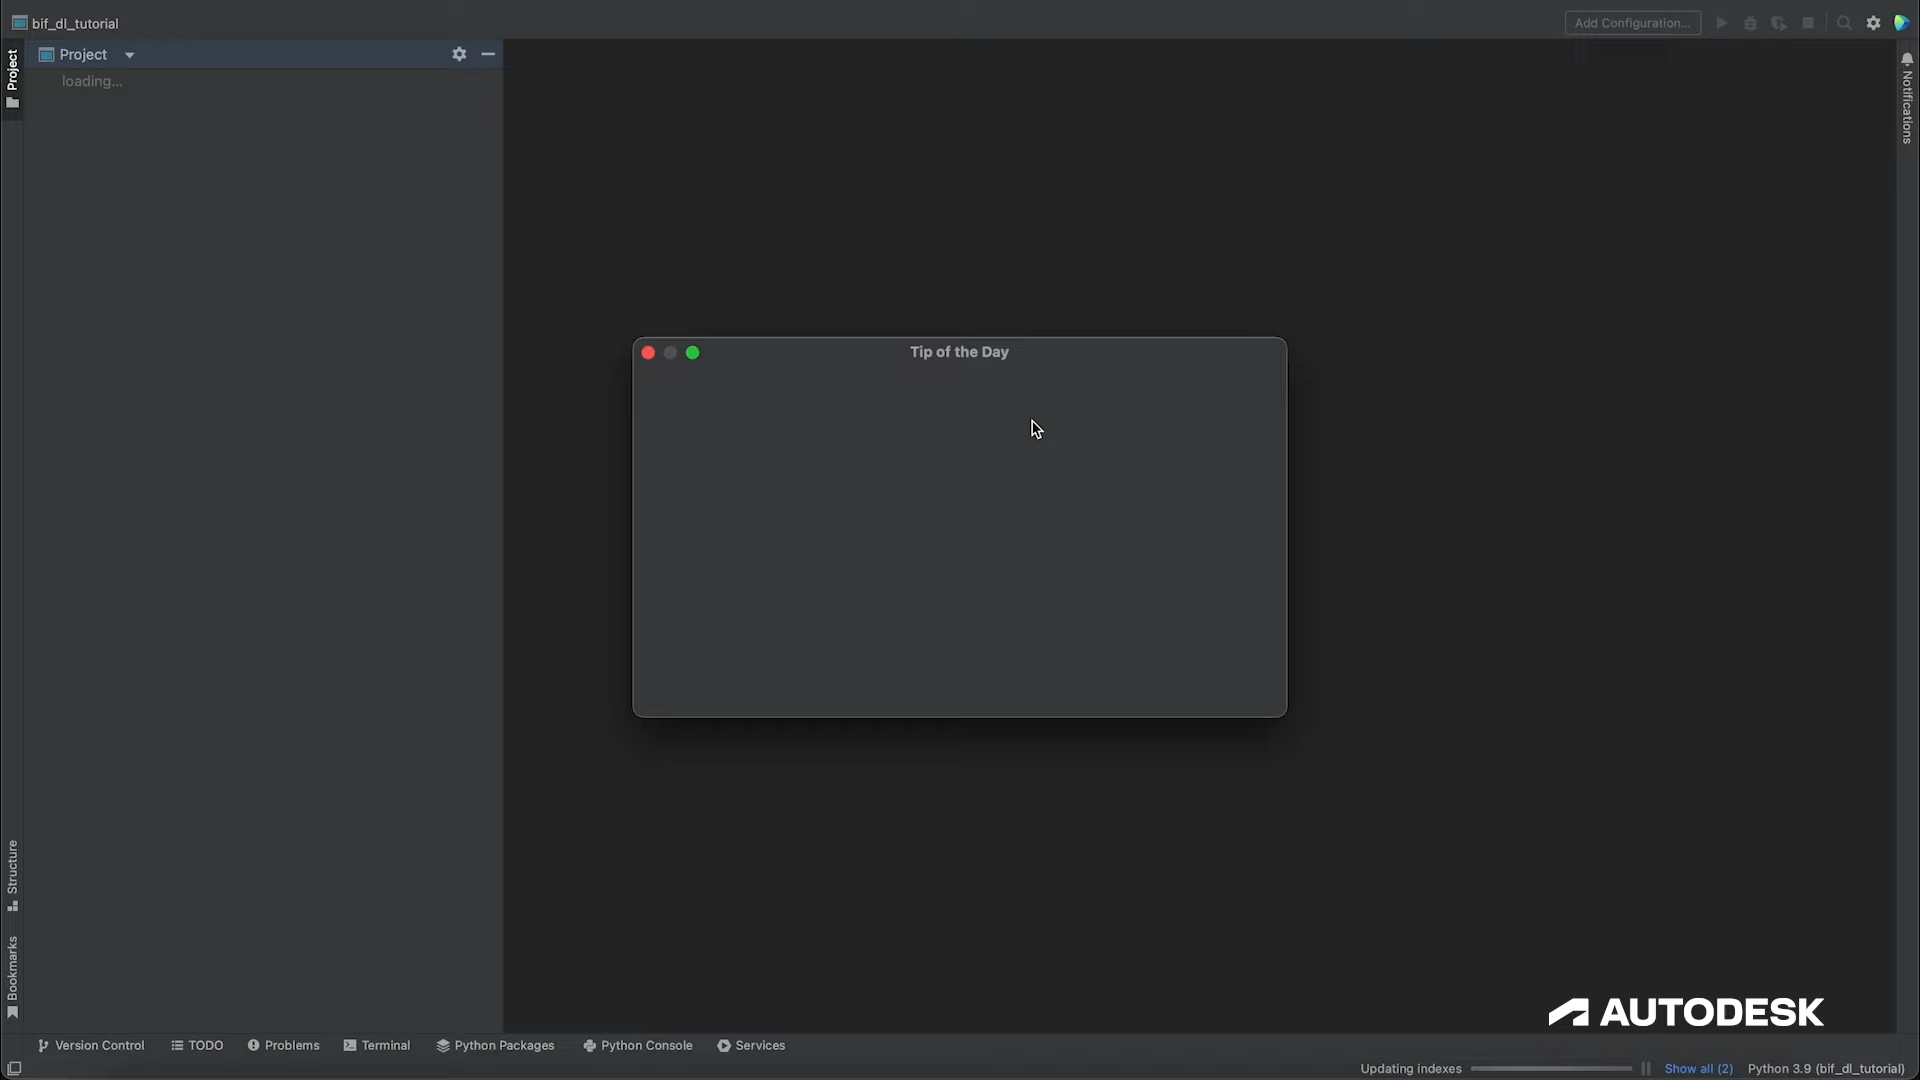 bif_dl_tutorial
Add Configuration...
Project
Project
loading...
Notifications
Tip of the Day
Structure
Bookmarks
AUTODESK
Version Control
TODO
Problems
Terminal
Python Packages
Python Console
Services
Updating indexes
Show all (2)
Python 3.9 (bif_dl_tutorial)